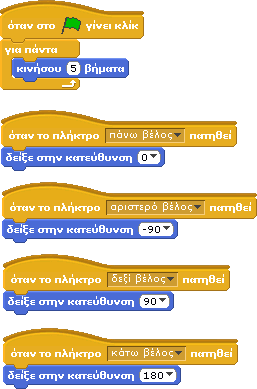 όταν στο γίνει κλίκ
για πάντα
κινήσου 5 βήματα
όταν το πλήκτρο πάνω βέλος πατηθεί
δείξε στην κατεύθυνση 0
όταν το πλήκτρο αριστερό βέλος πατηθεί
δείξε στην κατεύθυνση -90
όταν το πλήκτρο δεξί βέλος πατηθεί
δείξε στην κατεύθυνση 90
όταν το πλήκτρο κάτω βέλος πατηθεί
δείξε στην κατεύθυνση 180